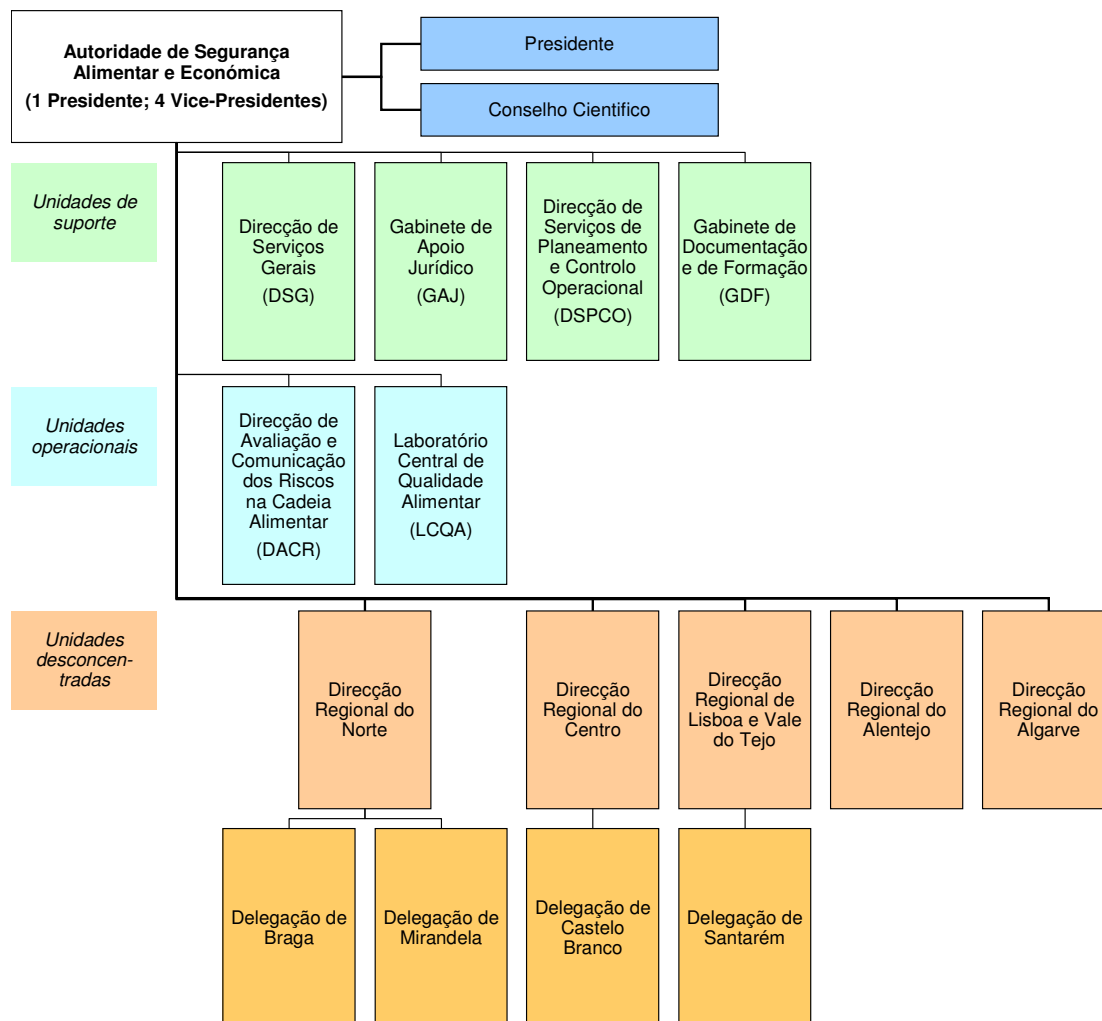 Autoridade de Segurança
Alimentar e Económica
(1 Presidente; 4 Vice-Presidentes)
Presidente
Conselho Científico
Unidades de
suporte
Direcção de
Serviços
Gerais
(DSG)
Gabinete de
Apoio
Jurídico
(GAJ)
Direcção de
Serviços de
Planeamento
e Controlo
Operacional
(DSPCO)
Gabinete de
Documentação
e de Formação
(GDF)
Unidades
operacionais
Direcção de
Avaliação e
Comunicação
dos Riscos
na Cadeia
Alimentar
(DACR)
Laboratório
Central de
Qualidade
Alimentar
(LCQA)
Unidades
desconcen-
tradas
Direcção
Regional do
Norte
Direcção
Regional do
Centro
Direcção
Regional de
Lisboa e Vale
do Tejo
Direcção
Regional do
Alentejo
Direcção
Regional do
Algarve
Delegação de
Braga
Delegação de
Mirandela
Delegação de
Castelo
Branco
Delegação de
Santarém